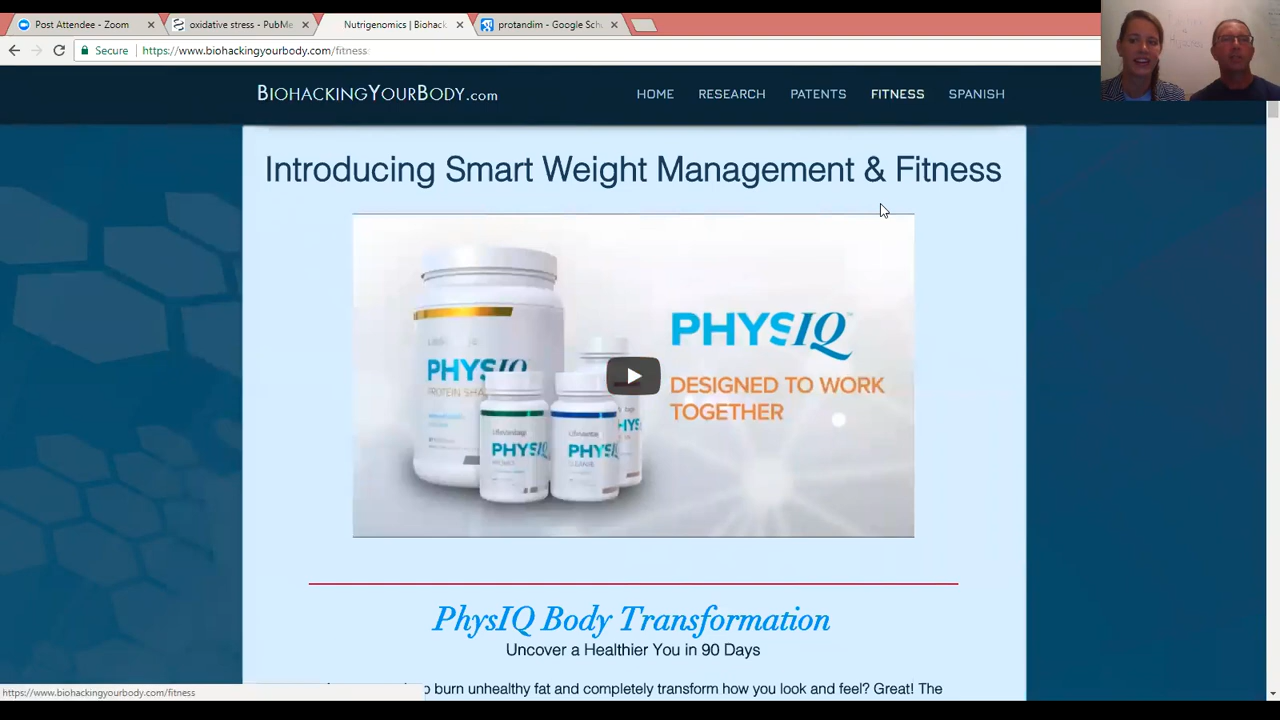 Post Attendee - Zoom
oxidative stress - PubMe
Nutrigenomics | Biohack
protandim - Google Sch
Secure
https://www.biohackingyourbody.com/fitness
BIOHACKINGYOURBODY.com
HOME
RESEARCH
PATENTS
FITNESS
SPANISH
Introducing Smart Weight Management & Fitness
PHYSIQ
PROTEIN SHA
PHYSIQ
PHYSIQ
PHYS
PHYSIQ
DESIGNED TO WORK
TOGETHER
PhysIQ Body Transformation
Uncover a Healthier You in 90 Days
burn unhealthy fat and completely transform how you look and feel? Great! The
https://www.biohackingyourbody.com/fitness